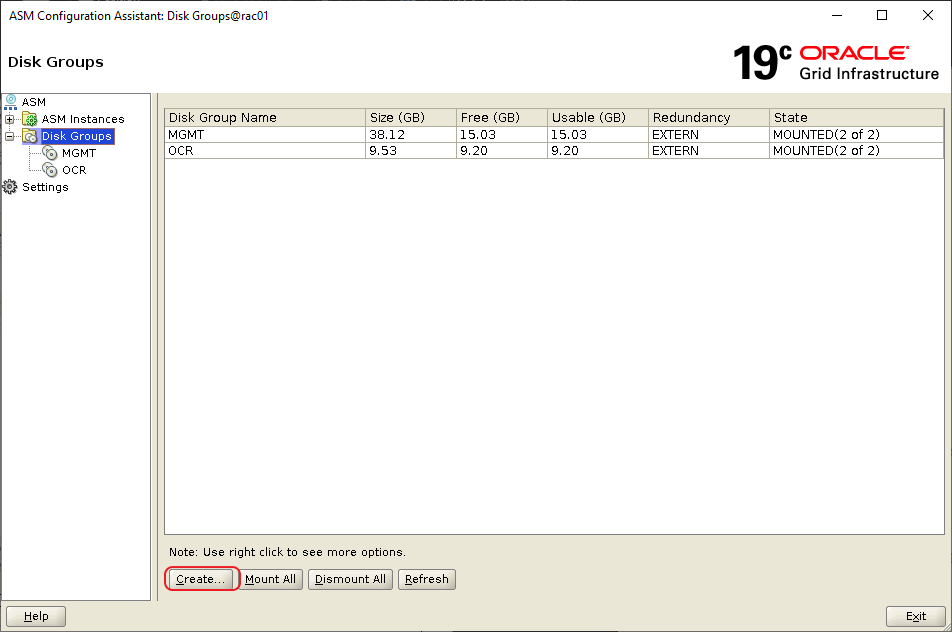 ASM Configuration Assistant: Disk Groups@rac01
Disk Groups
19c ORACLE
Grid Infrastructure
ASM
ASM Instances
Disk Groups
MGMT
OCR
Settings
Disk Group Name Size (GB) Free (GB) Usable (GB) Redundancy State
MGMT 38.12 15.03 15.03 EXTERN MOUNTED(2 of 2)
OCR 9.53 9.20 9.20 EXTERN MOUNTED(2 of 2)
Note: Use right click to see more options.
Create... Mount All Dismount All Refresh
Help Exit